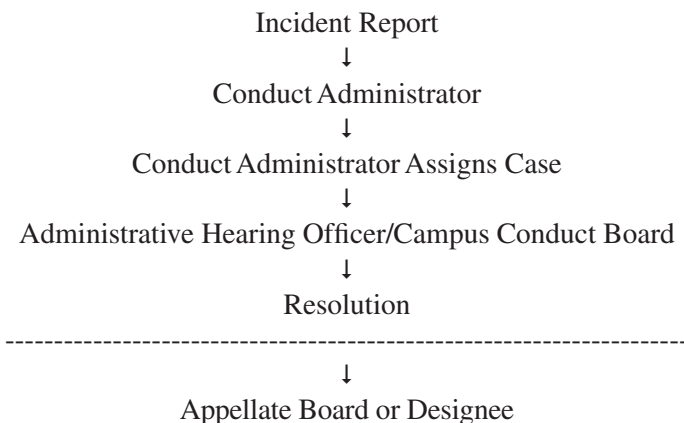 Incident Report
↓
Conduct Administrator
↓
Conduct Administrator Assigns Case
↓
Administrative Hearing Officer/Campus Conduct Board
↓
Resolution
--------------------------------------------------------------------
↓
Appellate Board or Designee